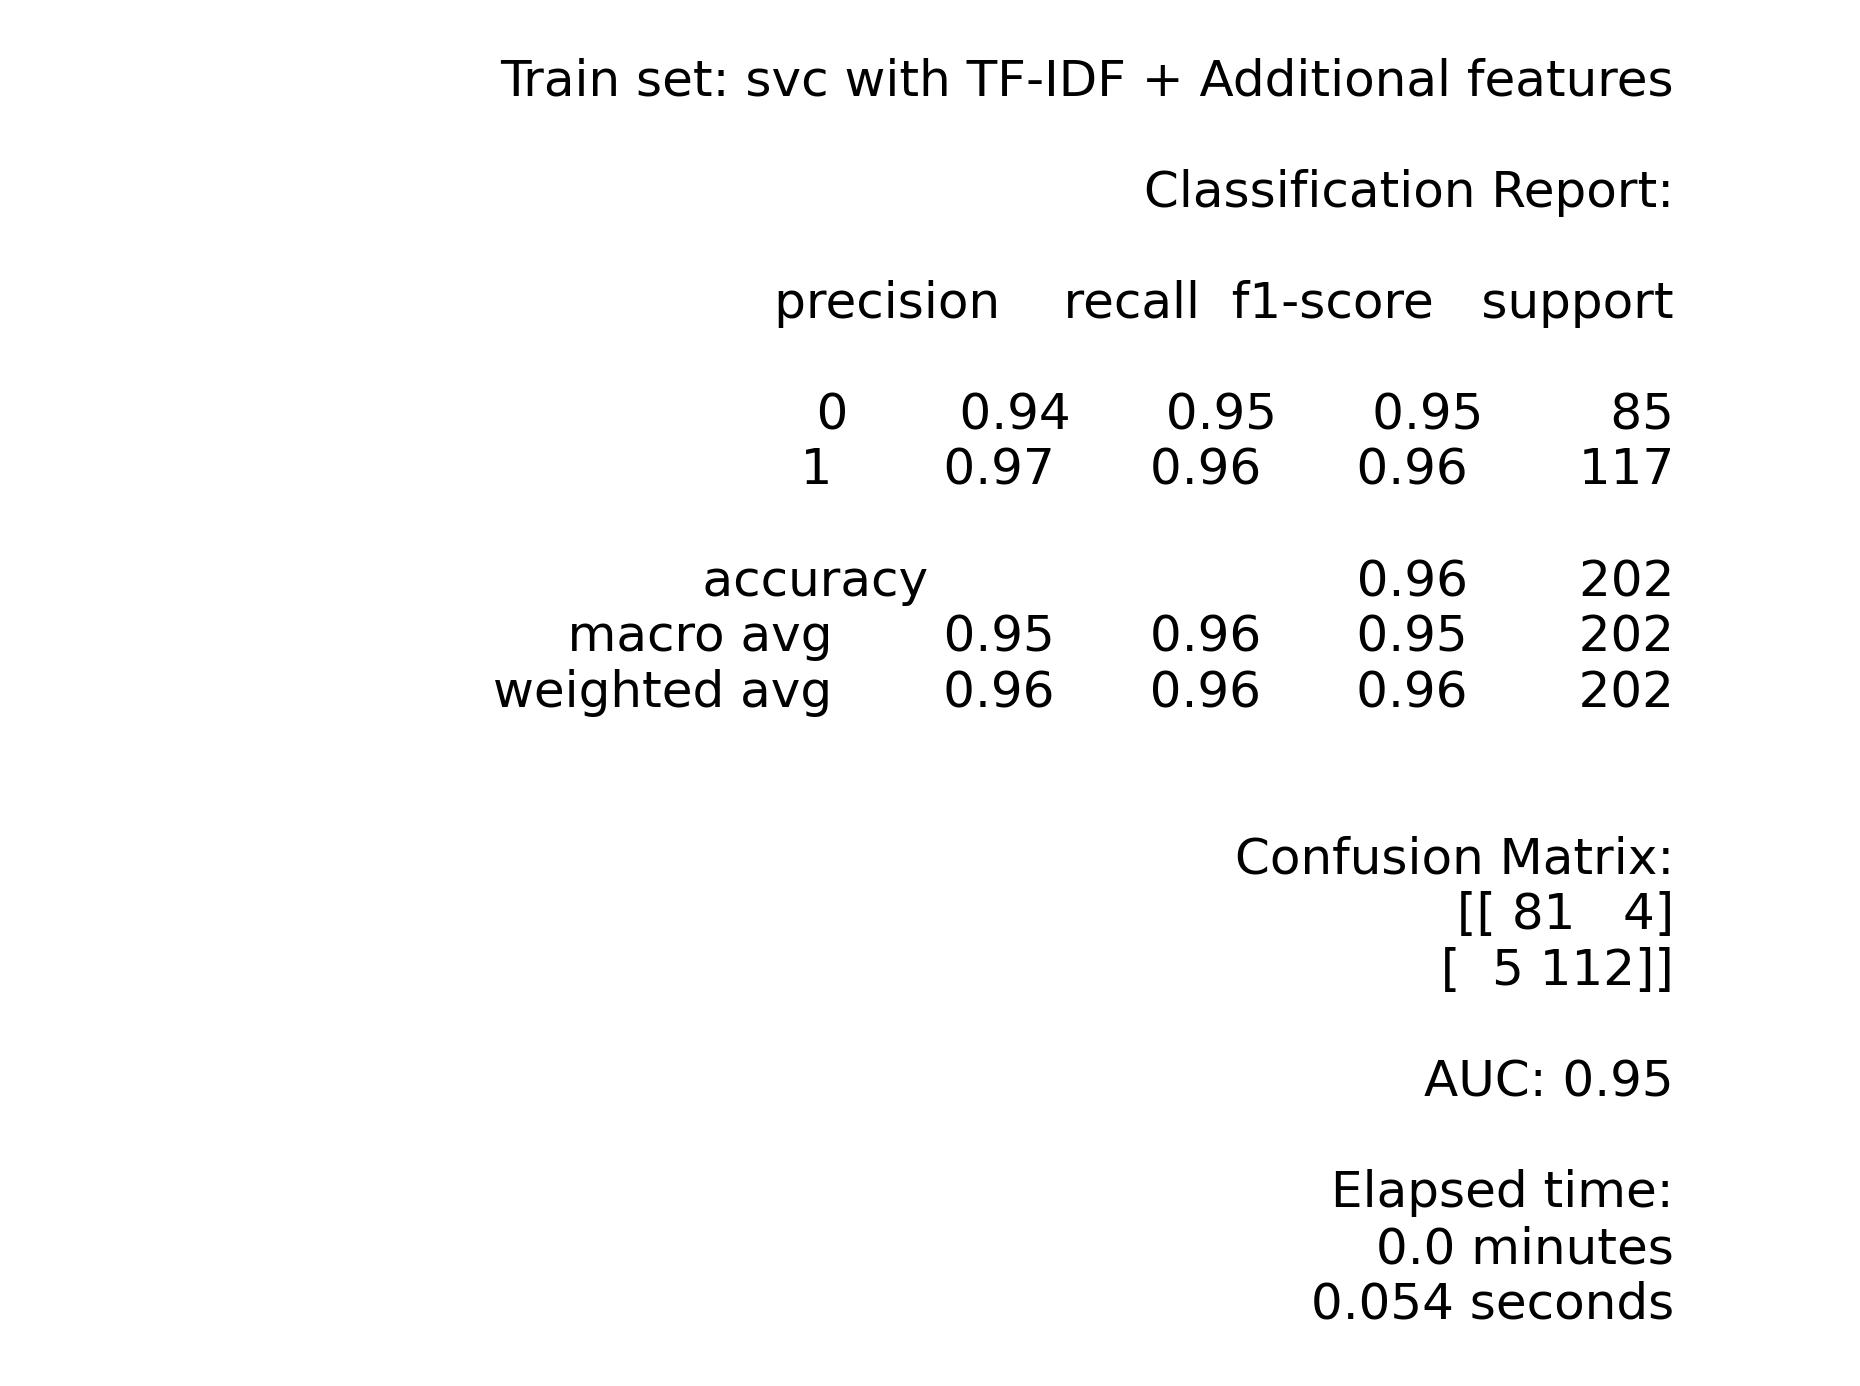 Train set: svc with TF-IDF + Additional features
Classification Report:
precision    recall  f1-score   support
0       0.94      0.95      0.95        85
1       0.97      0.96      0.96       117
accuracy                           0.96       202
macro avg       0.95      0.96      0.95       202
weighted avg       0.96      0.96      0.96       202
Confusion Matrix:
[[ 81   4]
[  5 112]]
AUC: 0.95
Elapsed time:
0.0 minutes
0.054 seconds